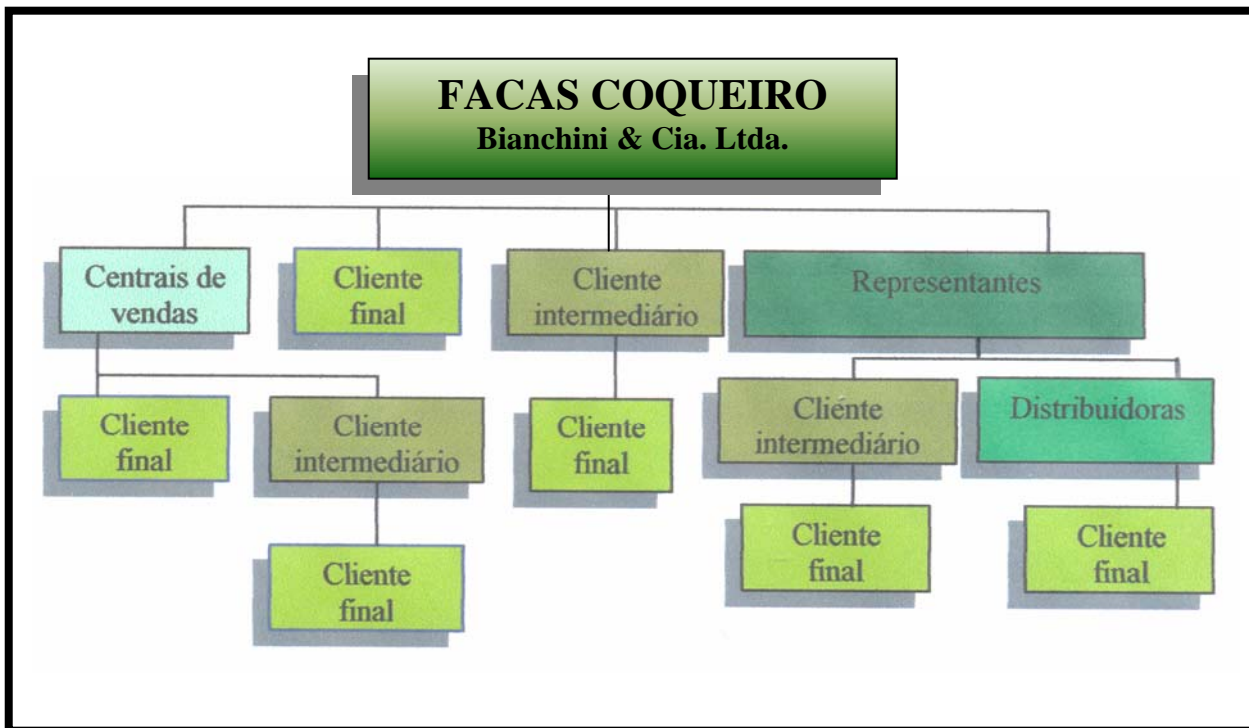 FACAS COQUEIRO
Bianchini & Cia. Ltda.
Centrais de
vendas
Cliente
final
Cliente
intermediário
Representantes
Cliente
final
Cliente
intermediário
Cliente
final
Cliente
intermediário
Distribuidoras
Cliente
final
Cliente
final
Cliente
final